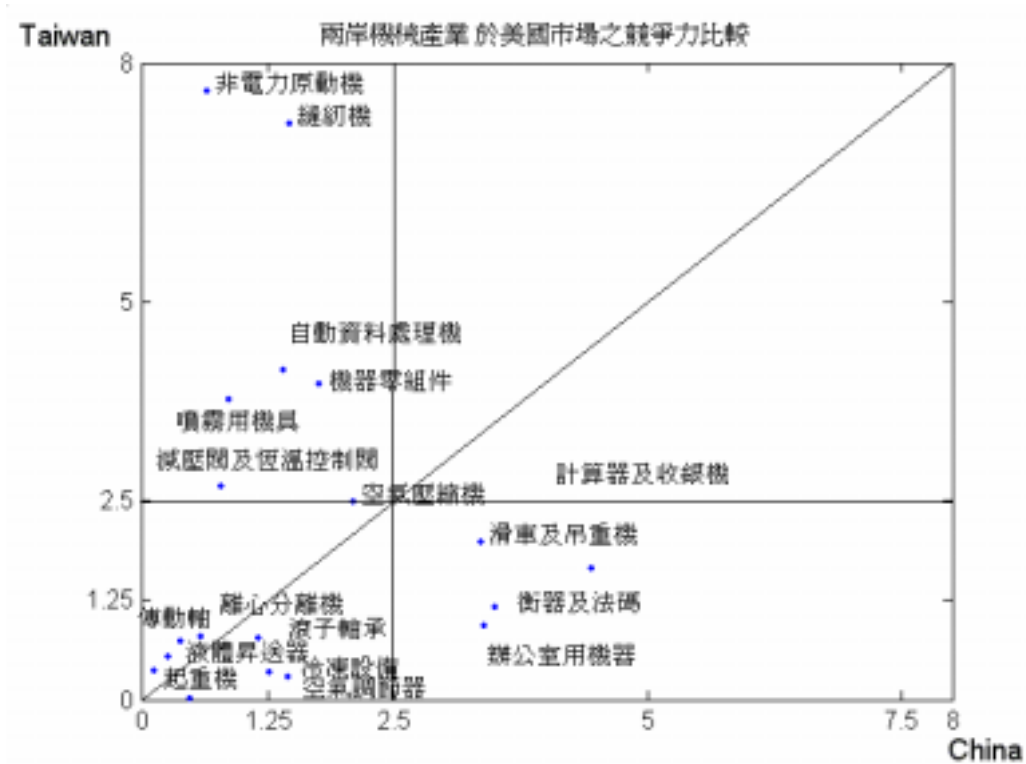 Taiwan
兩岸機械產業 於美國市場之競爭力比較
8
非電力原動機
縫紉機
5
自動資料處理機
機器零組件
噴霧用機具
減壓閥及恆溫控制閥
計算器及收銀機
2.5
空氣壓縮機
滑車及吊重機
1.25
離心分離機
衡器及法碼
傳動軸
滾子軸承
液體昇送器
辦公室用機器
冷凍設備
起重機
空氣調節器
0
0
1.25
2.5
5
7.5
8
China